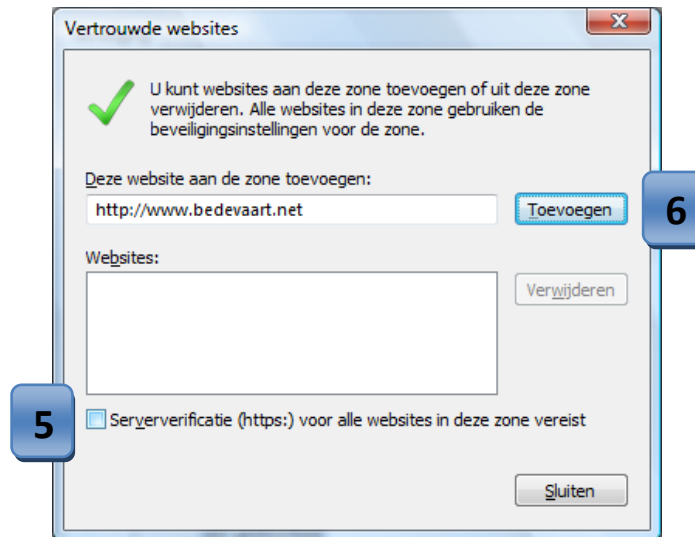 Vertrouwde websites
U kunt websites aan deze zone toevoegen of uit deze zone
verwijderen. Alle websites in deze zone gebruiken de
beveiligingsinstellingen voor de zone.
Deze website aan de zone toevoegen:
http://www.bedevaart.net
Toevoegen
6
Websites:
Verwijderen
5
Serververificatie (https:) voor alle websites in deze zone vereist
Sluiten